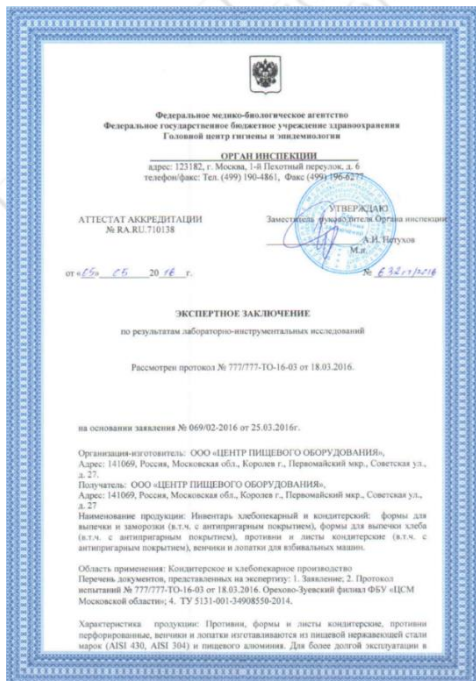 Федеральное медико-биологическое агентство
Федеральное государственное бюджетное учреждение здравоохранения
Головной центр гигиены и эпидемиологии
ОРГАН ИНСПЕКЦИИ
адрес: 123182, г. Москва, 1-й Пехотный переулок, д. 6
телефон/факс: Тел. (499) 190-4861, Факс (499) 196-6277
УТВЕРЖДАЮ
АТТЕСТАТ АККРЕДИТАЦИИ
Заместитель руководителя Органа инспекции
№ RA.RU.710138
А.И. Петухов
М.п.
от «05» 05 2016 г.
№
ЭКСПЕРТНОЕ ЗАКЛЮЧЕНИЕ
по результатам лабораторно-инструментальных исследований
Рассмотрен протокол № 777/777-ТО-16-03 от 18.03.2016.
на основании заявления № 069/02-2016 от 25.03.2016г.
Организация-изготовитель: ООО «ЦЕНТР ПИЩЕВОГО ОБОРУДОВАНИЯ»,
Адрес: 141069, Россия, Московская обл., Королев г., Первомайский мкр., Советская ул.,
д. 27.
Получатель: ООО «ЦЕНТР ПИЩЕВОГО ОБОРУДОВАНИЯ»,
Адрес: 141069, Россия, Московская обл., Королев г., Первомайский мкр., Советская ул.,
д. 27
Наименование продукции: Инвентарь хлебопекарный и кондитерский: формы для
выпечки и заморозки (в.т.ч. с антипригарным покрытием), формы для выпечки хлеба
(в.т.ч. с антипригарным покрытием), противни и листы кондитерские (в.т.ч. с
антипригарным покрытием), венчики и лопатки для взбивальных машин.
Область применения: Кондитерское и хлебопекарное производство
Перечень документов, представленных на экспертизу: 1. Заявление; 2. Протокол
испытаний № 777/777-ТО-16-03 от 18.03.2016. Орехово-Зуевский филиал ФБУ «ЦСМ
Московской области»; 4. ТУ 5131-001-34908550-2014.
Характеристика продукции: Противни, формы и листы кондитерские, противни
перфорированные, венчики и лопатки изготавливаются из пищевой нержавеющей стали
марок (AISI 430, AISI 304) и пищевого алюминия. Для более долгой эксплуатации в